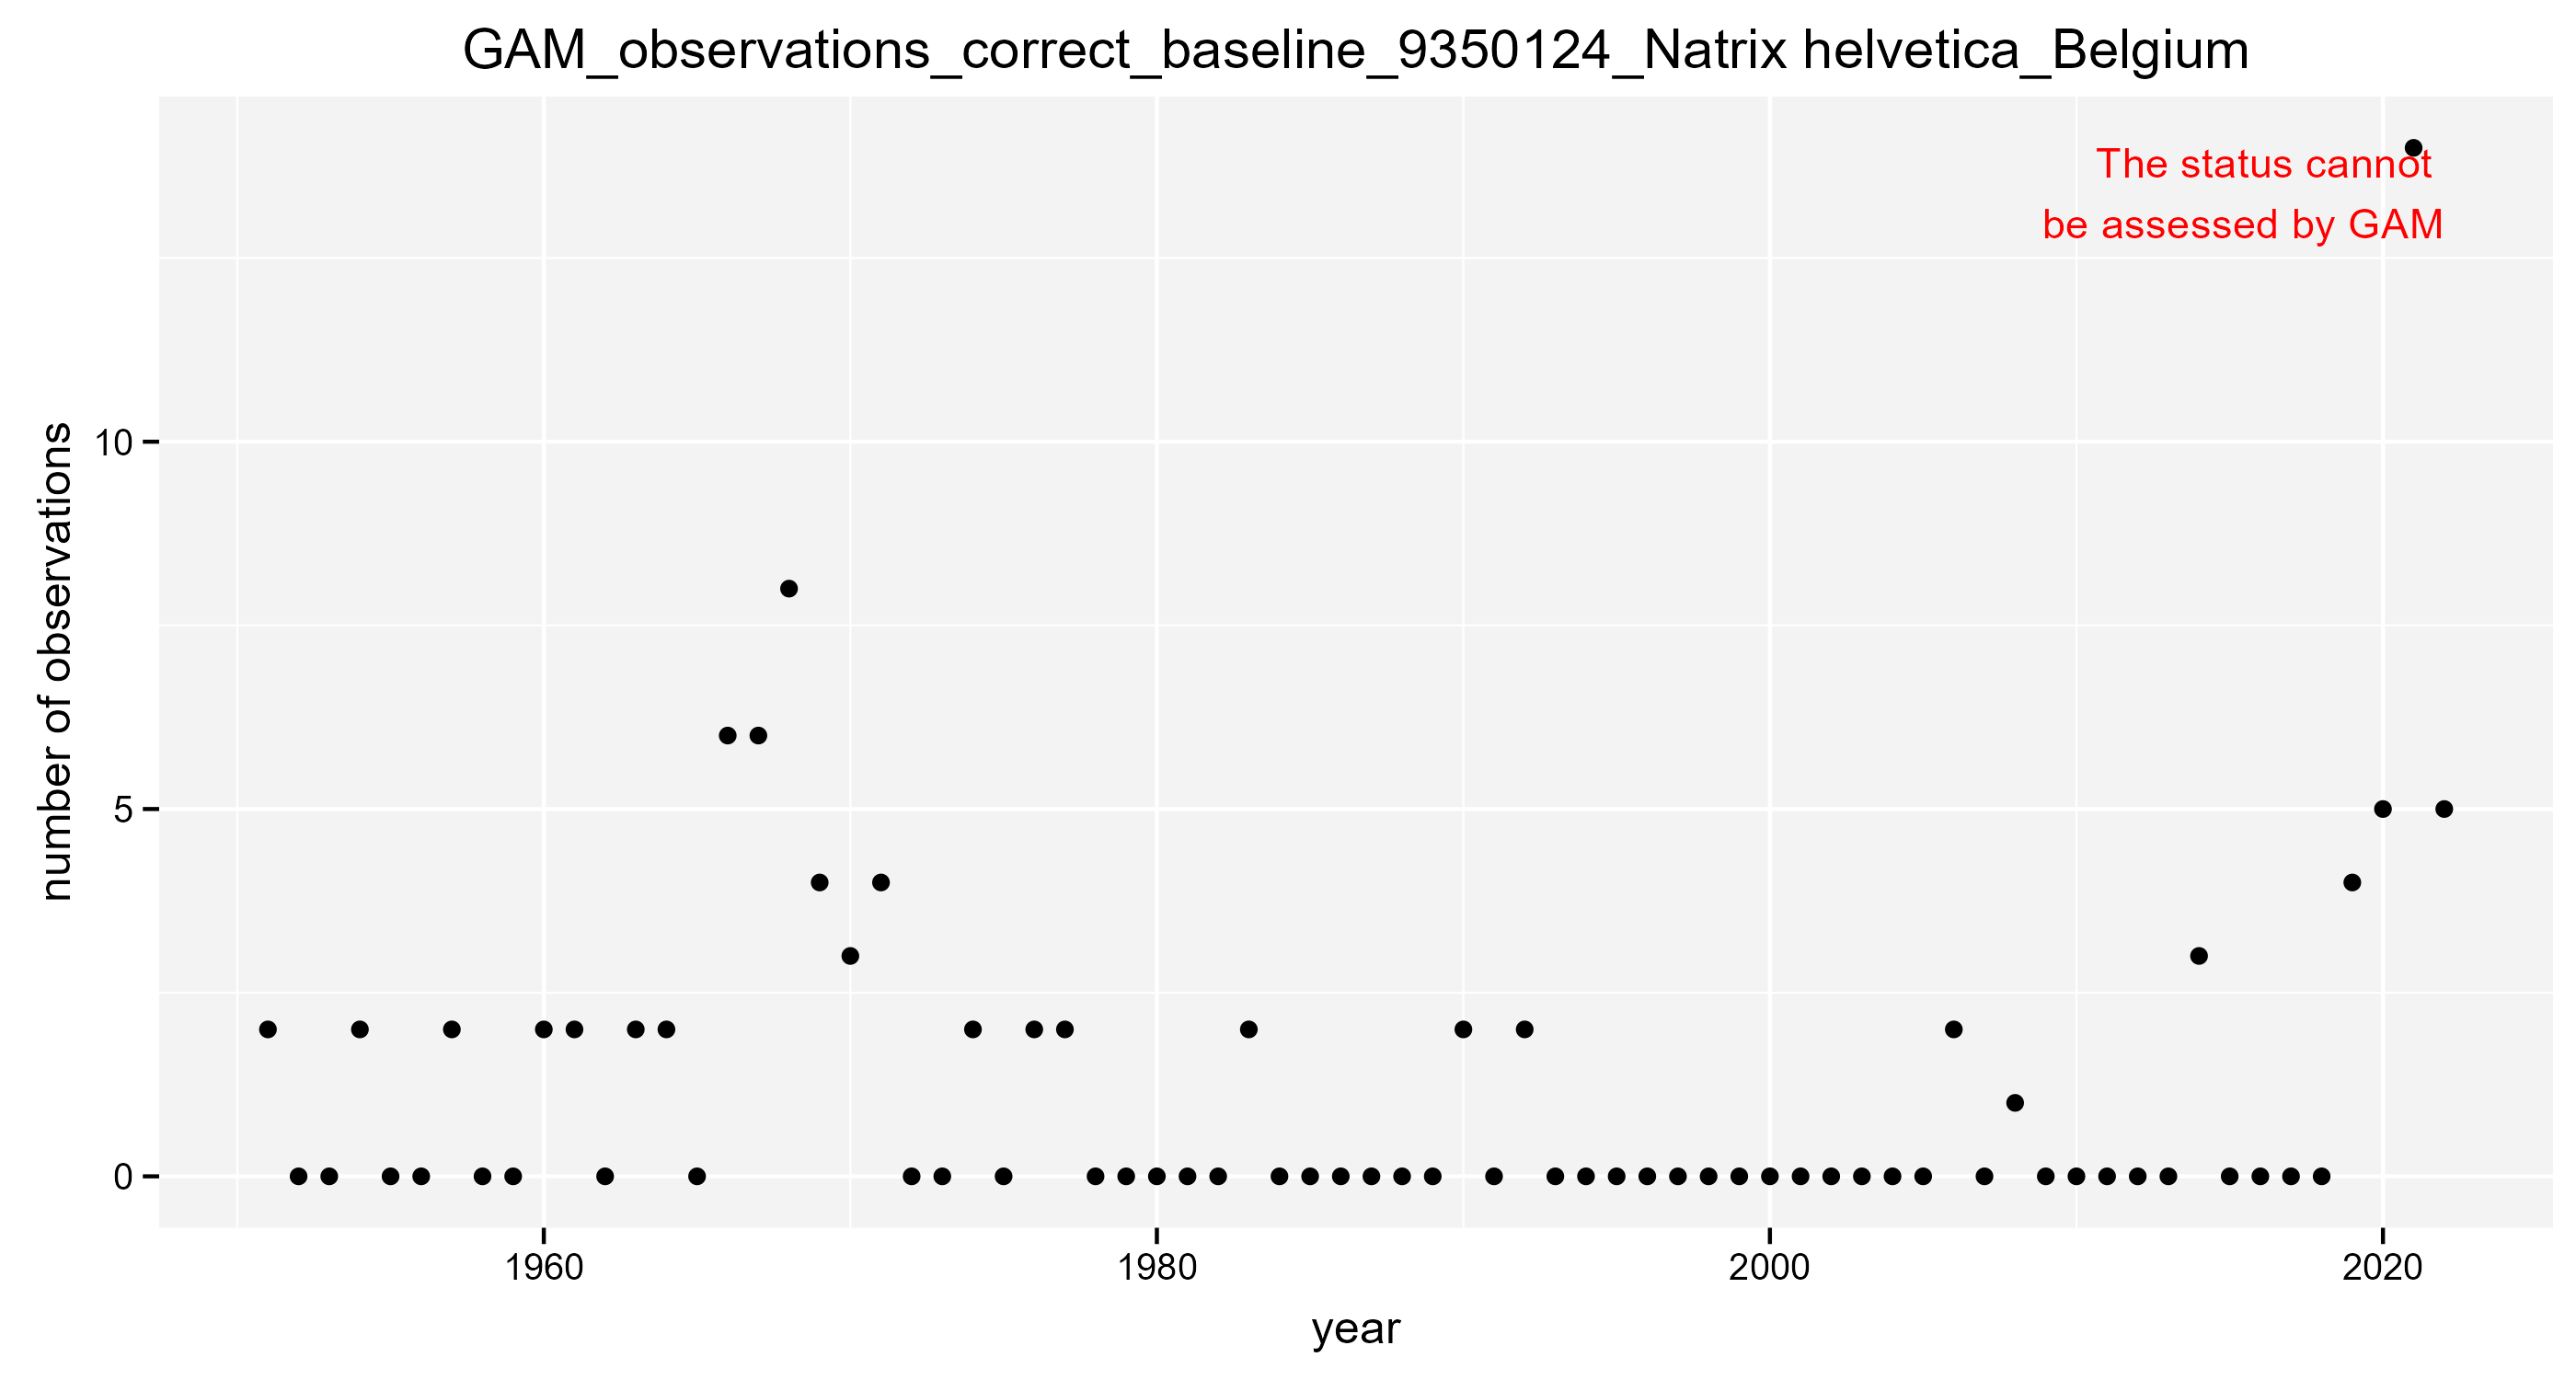 GAM_observations_correct_baseline_9350124_Natrix helvetica_Belgium
The status cannot
be assessed by GAM
number of observations
10
5
0
1960 1980 2000 2020
year